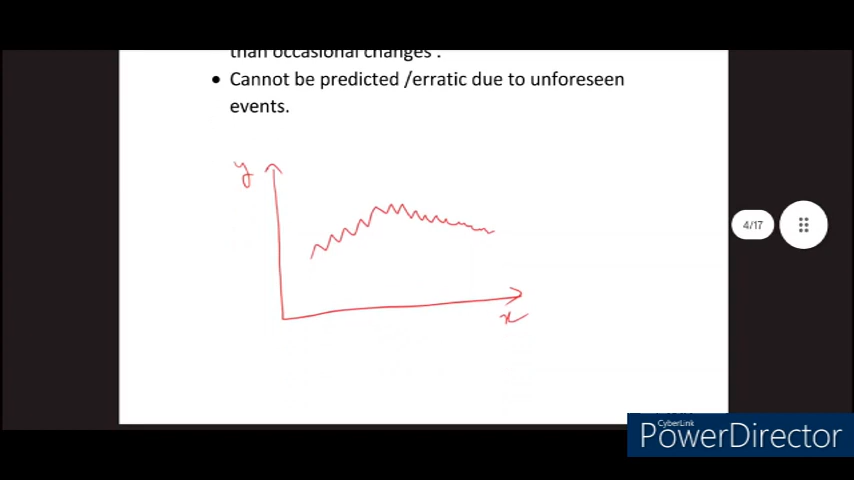 than occasional changes .
• Cannot be predicted /erratic due to unforeseen
events.
y
4/17
x
CyberLink
PowerDirector